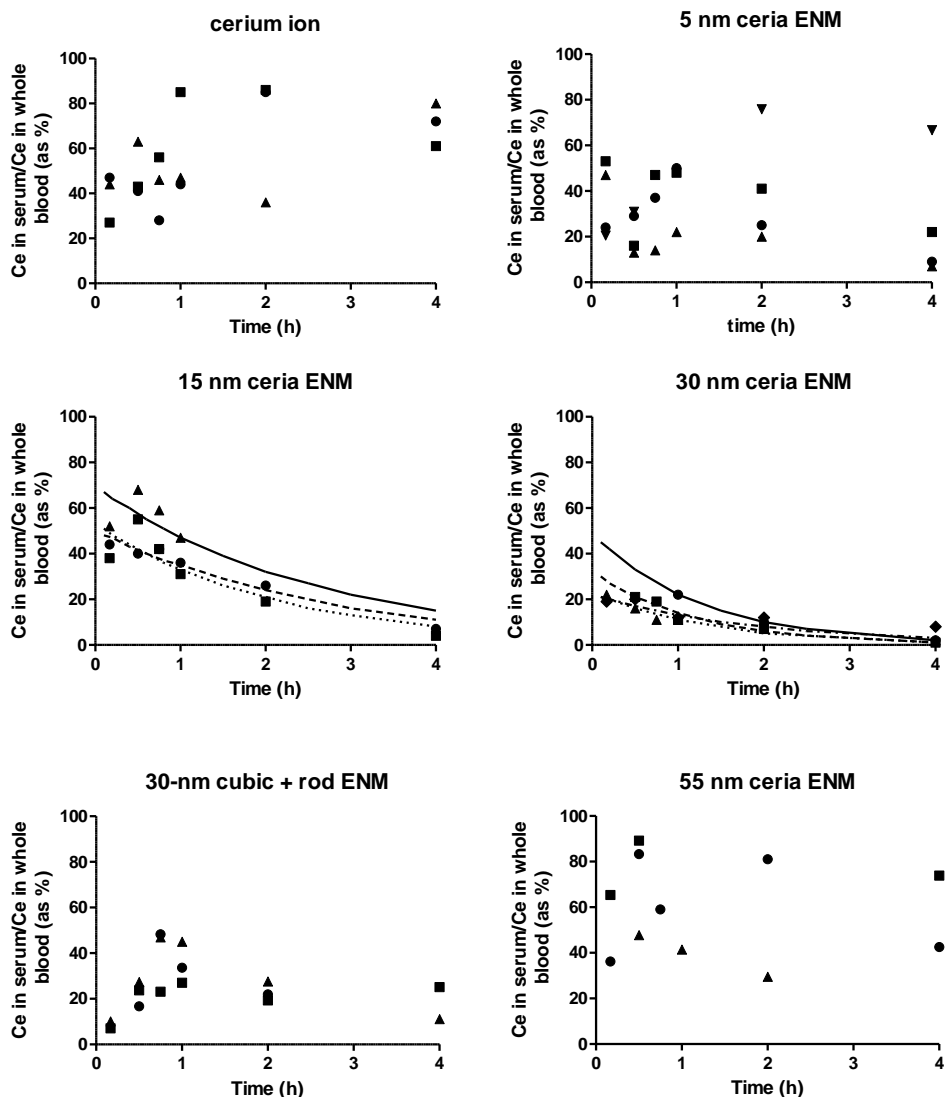 cerium ion
Ce in serum/Ce in whole
blood (as %)
100
80
60
40
20
0
0 1 2 3 4
Time (h)
5 nm ceria ENM
Ce in serum/Ce in whole
blood (as %)
100
80
60
40
20
0
0 1 2 3 4
time (h)
15 nm ceria ENM
Ce in serum/Ce in whole
blood (as %)
100
80
60
40
20
0
0 1 2 3 4
Time (h)
30 nm ceria ENM
Ce in serum/Ce in whole
blood (as %)
100
80
60
40
20
0
0 1 2 3 4
Time (h)
30-nm cubic + rod ENM
Ce in serum/Ce in whole
blood (as %)
100
80
60
40
20
0
0 1 2 3 4
Time (h)
55 nm ceria ENM
Ce in serum/Ce in whole
blood (as %)
100
80
60
40
20
0
0 1 2 3 4
Time (h)